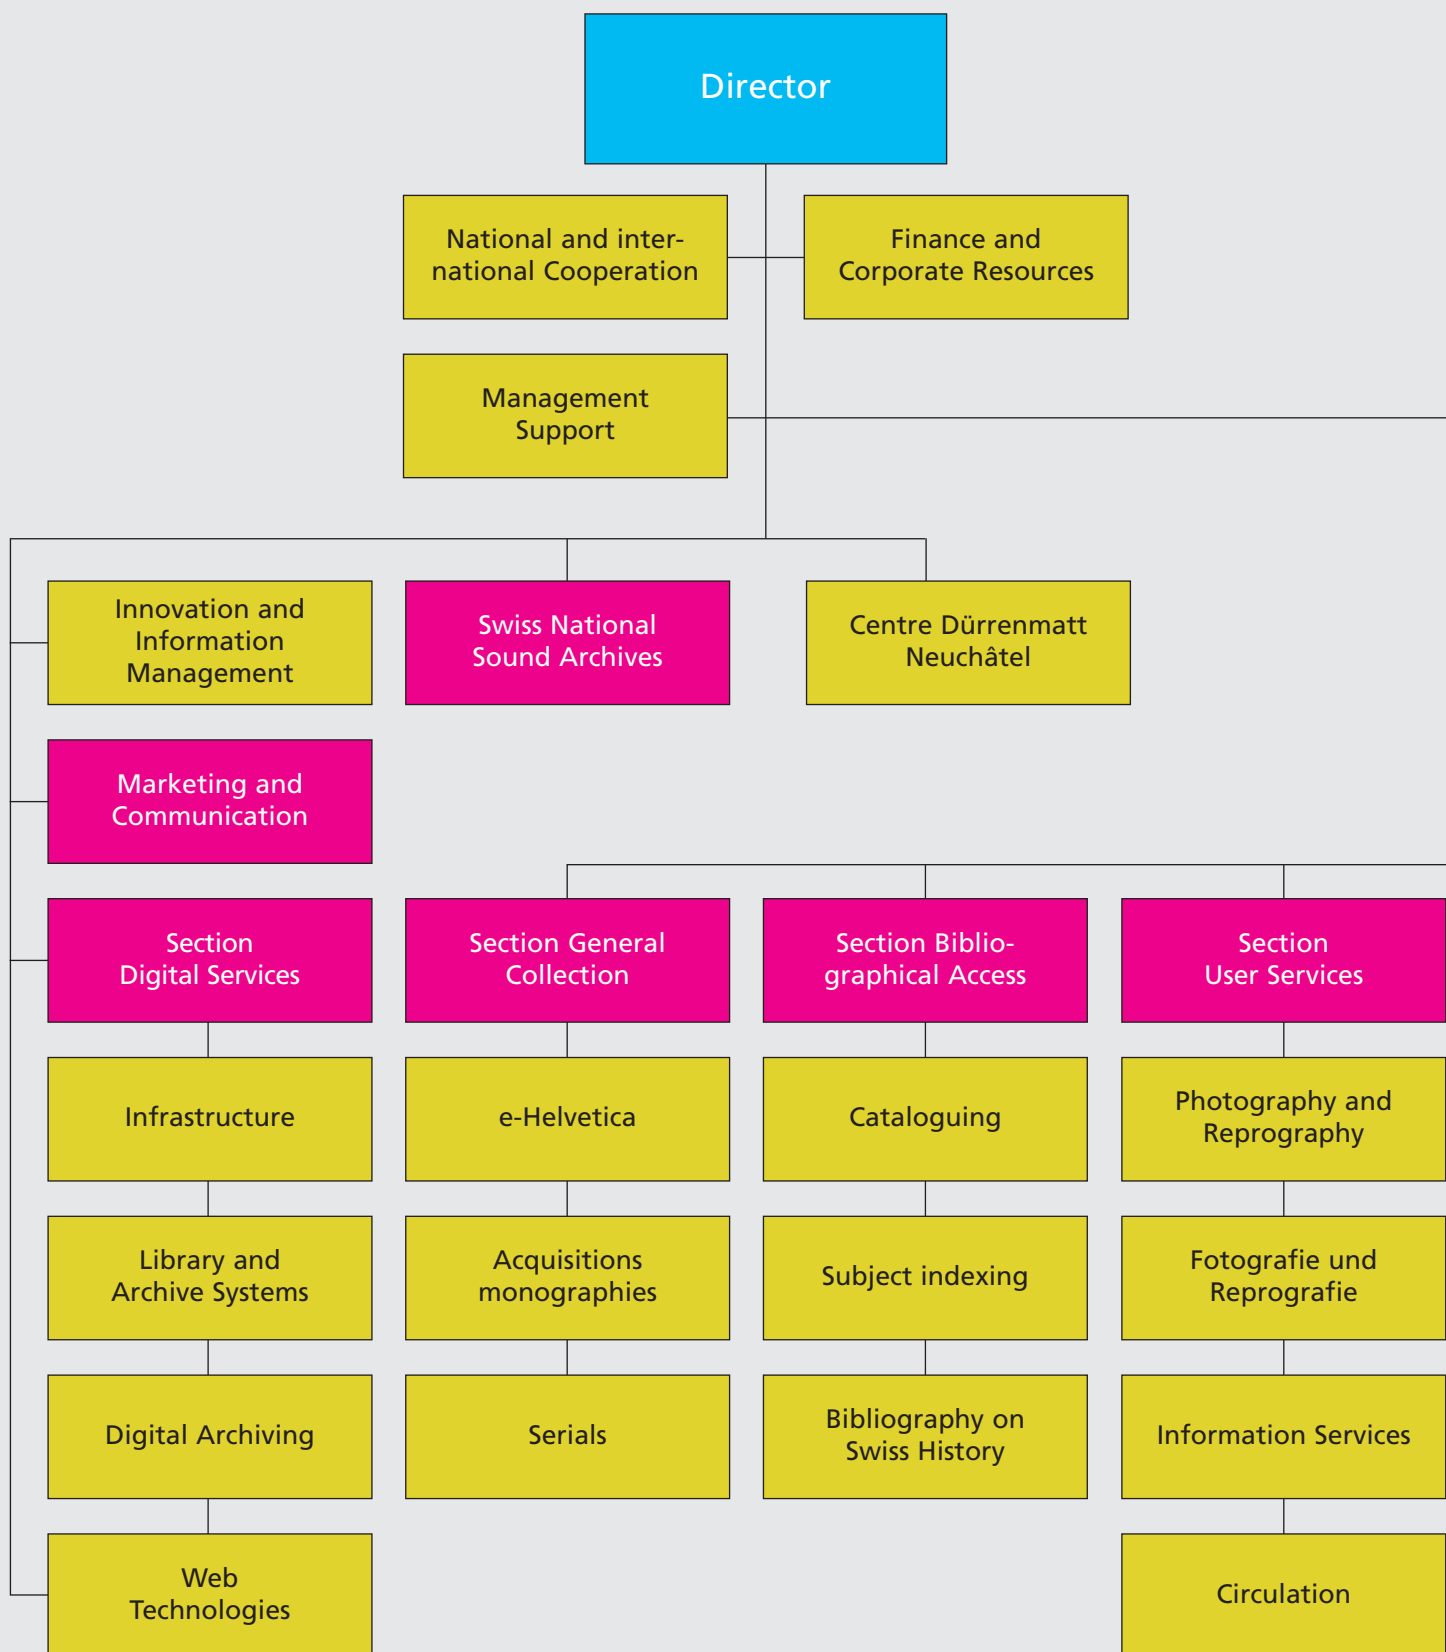 Director
National and inter-
national Cooperation
Finance and
Corporate Resources
Management
Support
Innovation and
Information
Management
Swiss National
Sound Archives
Centre Dürrenmatt
Neuchâtel
Marketing and
Communication
Section
Digital Services
Section General
Collection
Section Biblio-
graphical Access
Section
User Services
Infrastructure
e-Helvetica
Cataloguing
Photography and
Reprography
Library and
Archive Systems
Acquisitions
monographies
Subject indexing
Fotografie und
Reprografie
Digital Archiving
Serials
Bibliography on
Swiss History
Information Services
Web
Technologies
Circulation